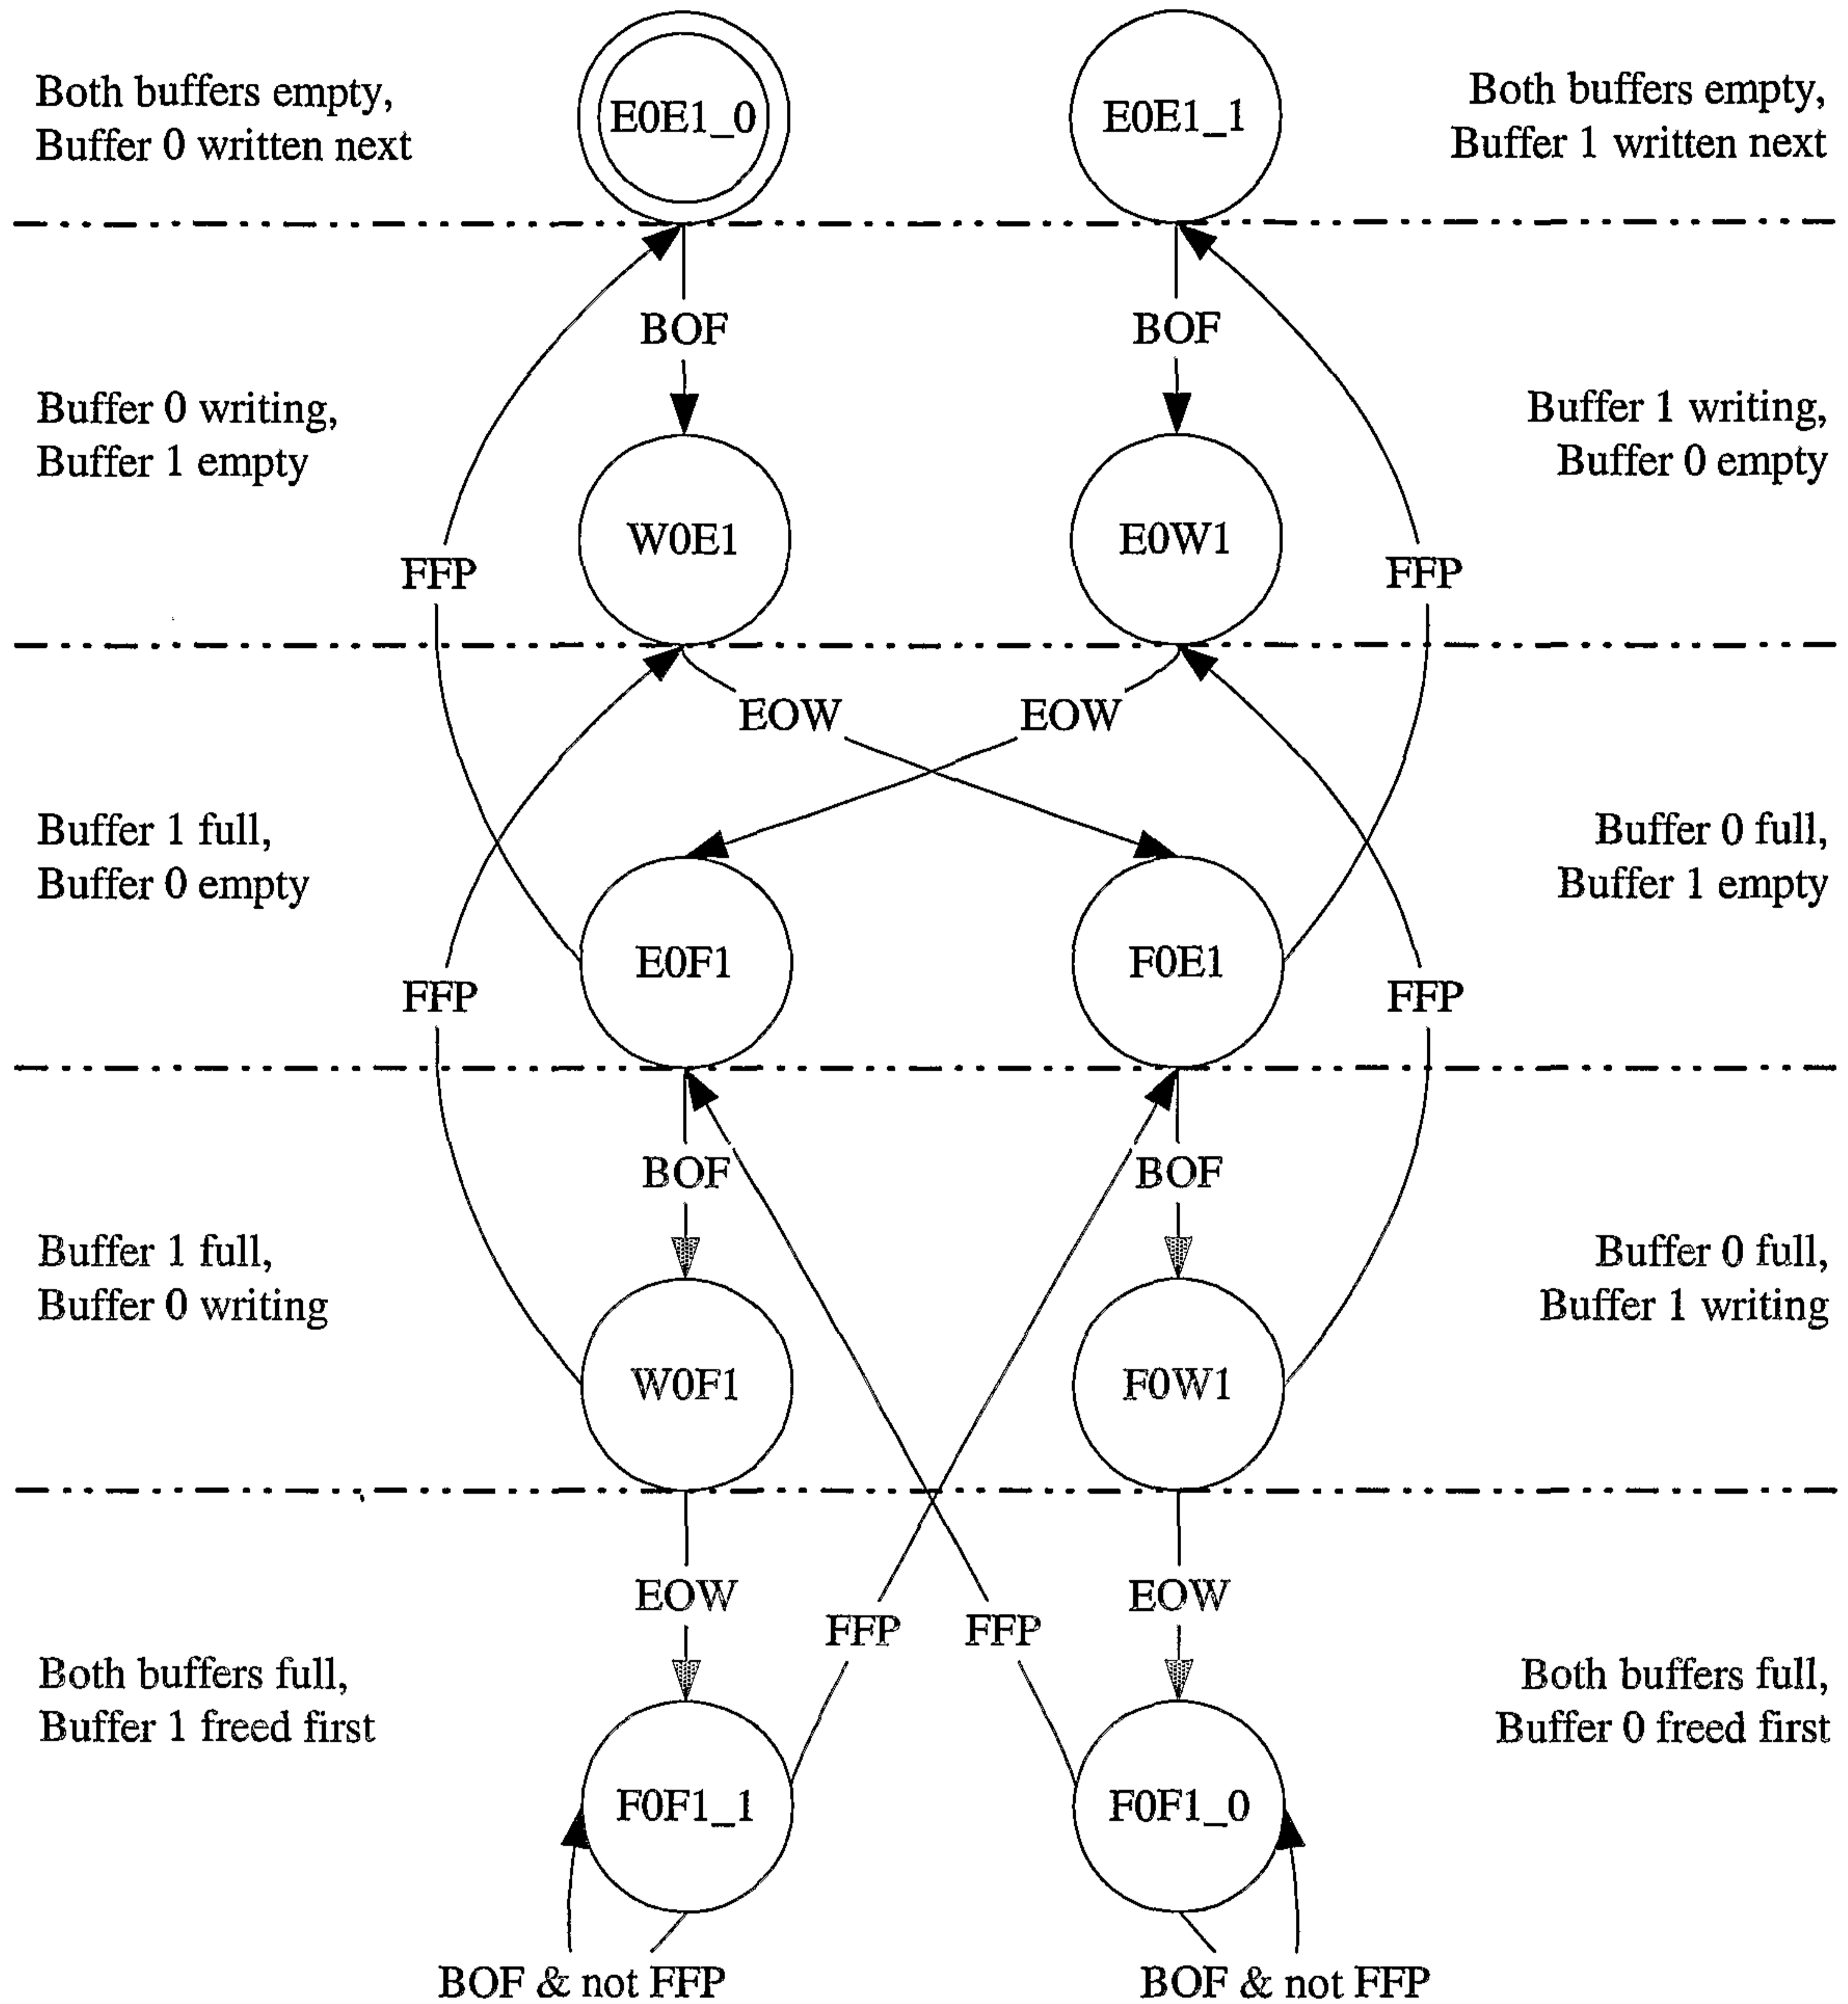 Both buffers empty,
Buffer 0 written next
E0E1_0
E0E1_1
Both buffers empty,
Buffer 1 written next
BOF
BOF
Buffer 0 writing,
Buffer 1 empty
W0E1
E0W1
Buffer 1 writing,
Buffer 0 empty
FFP
FFP
EOW
EOW
Buffer 1 full,
Buffer 0 empty
E0F1
F0E1
Buffer 0 full,
Buffer 1 empty
FFP
FFP
BOF
BOF
Buffer 1 full,
Buffer 0 writing
W0F1
F0W1
Buffer 0 full,
Buffer 1 writing
EOW
FFP
FFP
EOW
Both buffers full,
Buffer 1 freed first
F0F1_1
F0F1_0
Both buffers full,
Buffer 0 freed first
BOF & not FFP
BOF & not FFP